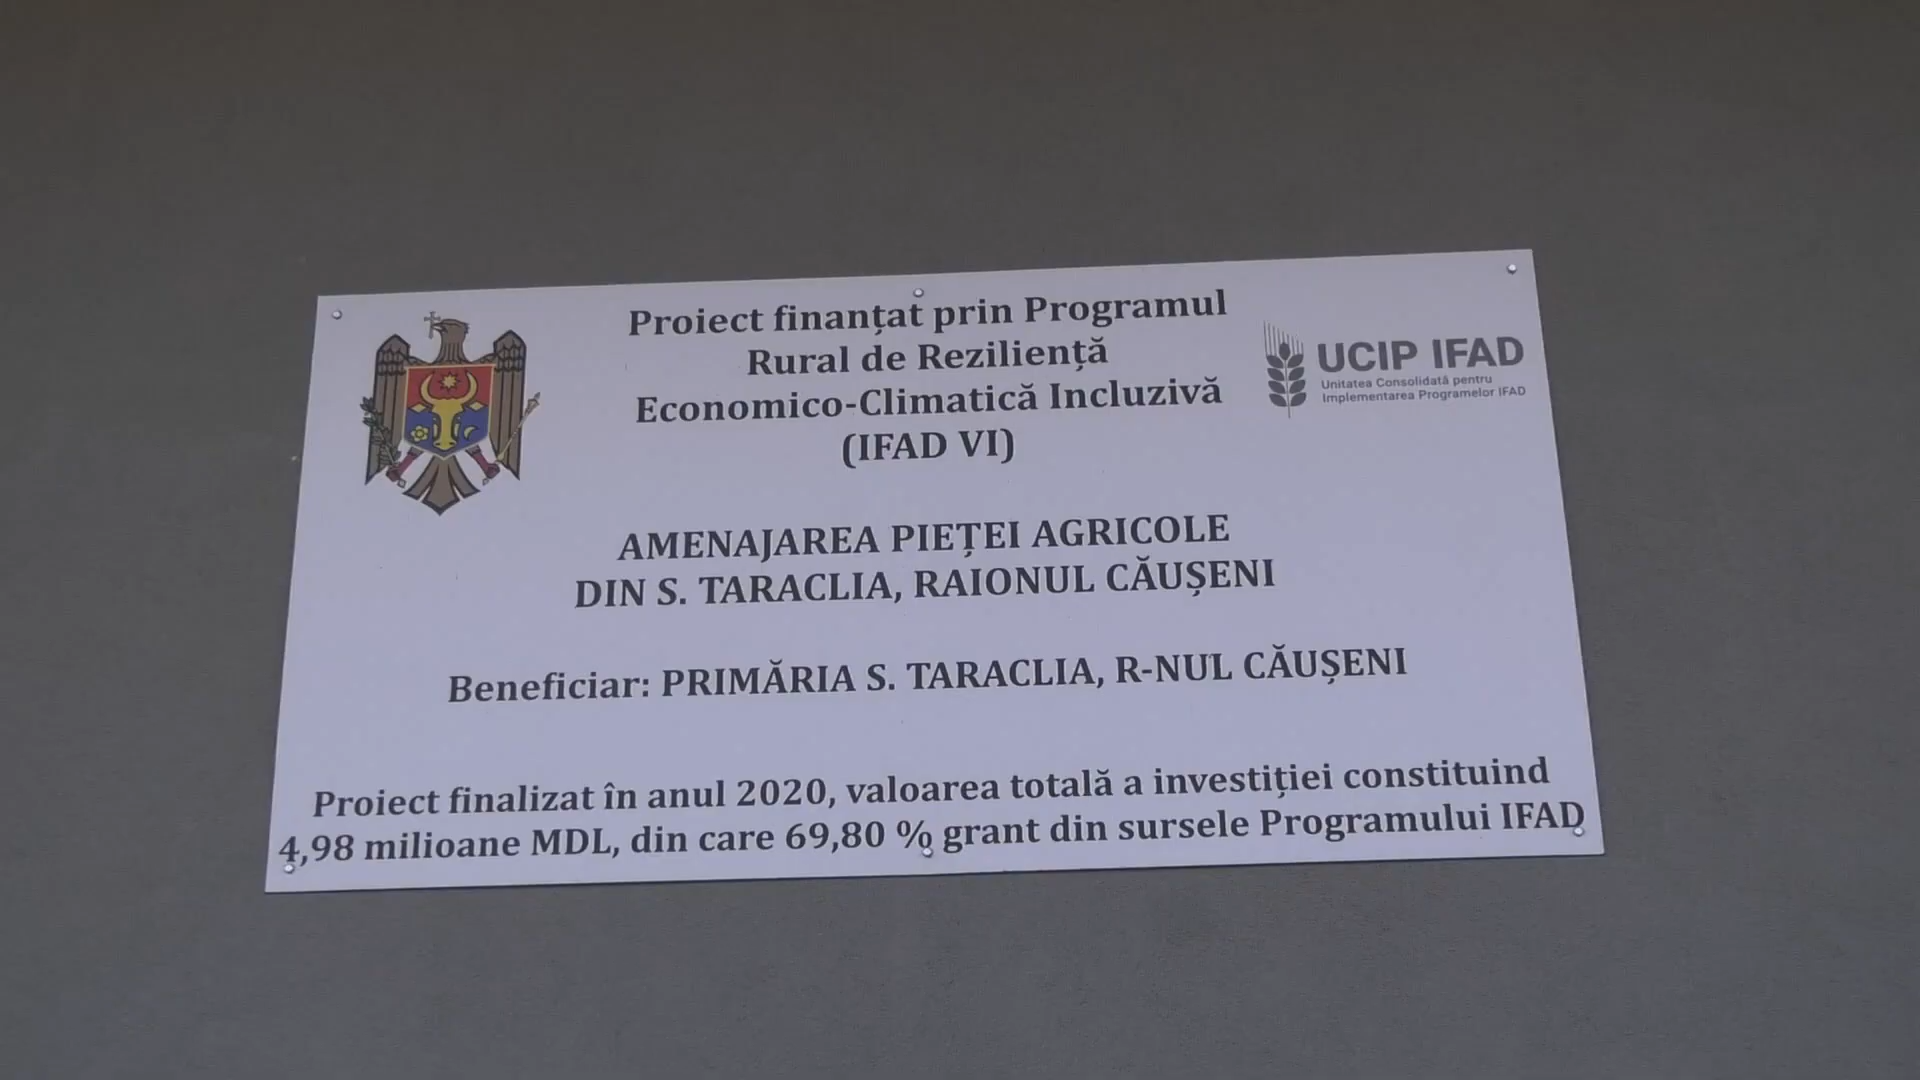 Proiect finanțat prin Programul
Rural de Reziliență
Economico-Climatică Incluzivă
(IFAD VI)
UCIP IFAD
Unitatea Consolidată pentru
Implementarea Programelor IFAD
AMENAJAREA PIEȚEI AGRICOLE
DIN S. TARACLIA, RAIONUL CĂUȘENI
Beneficiar: PRIMĂRIA S. TARACLIA, R-NUL CĂUȘENI
Proiect finalizat în anul 2020, valoarea totală a investiției constituind
4,98 milioane MDL, din care 69,80 % grant din sursele Programului IFAD